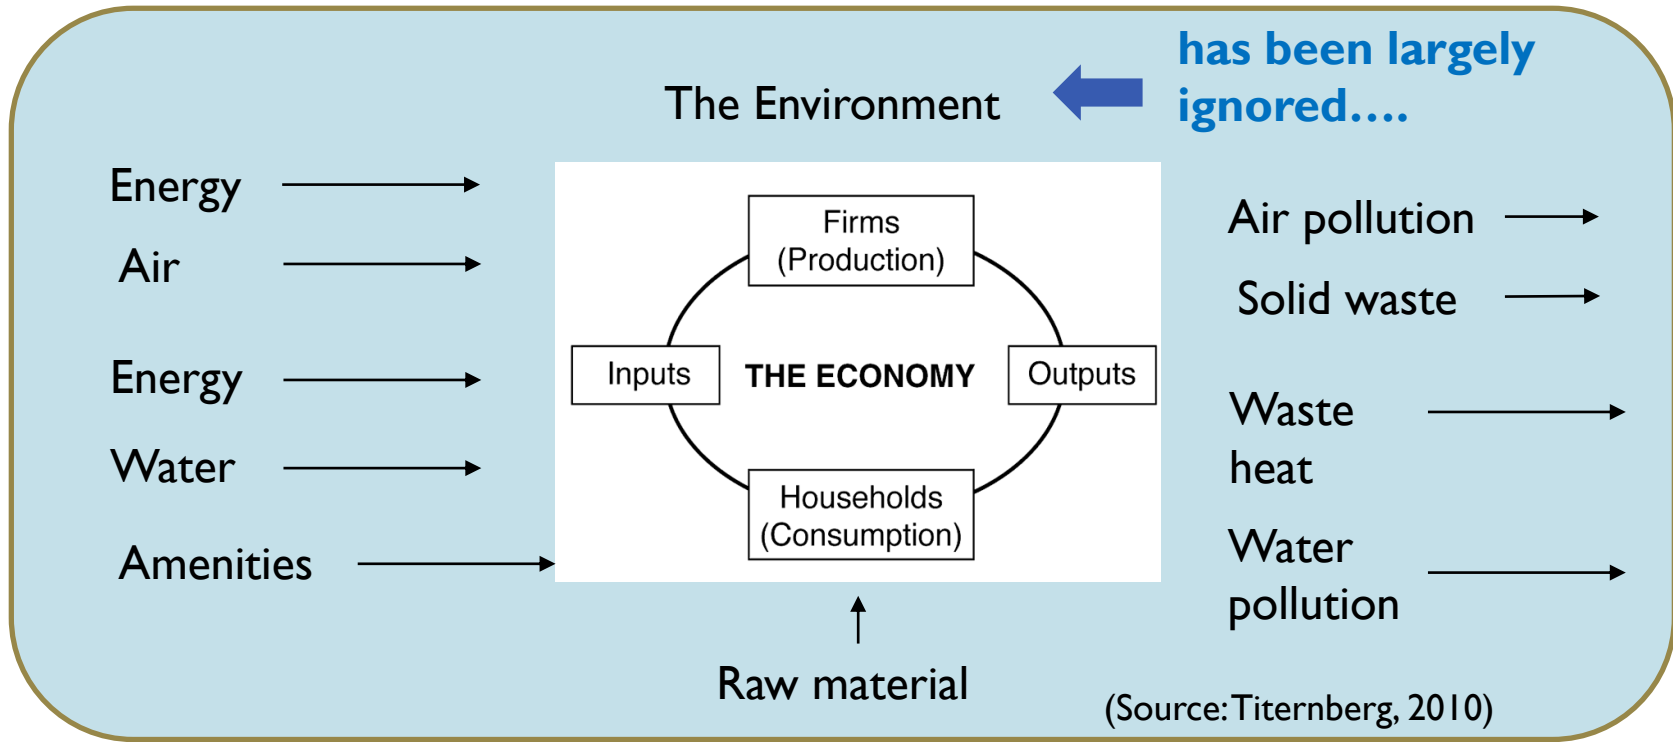 has been largely
ignored....
The Environment
Energy
Air
Energy
Water
Amenities
Firms
(Production)
Inputs
THE ECONOMY
Outputs
Households
(Consumption)
Raw material
Air pollution
Solid waste
Waste
heat
Water
pollution
(Source: Titernberg, 2010)